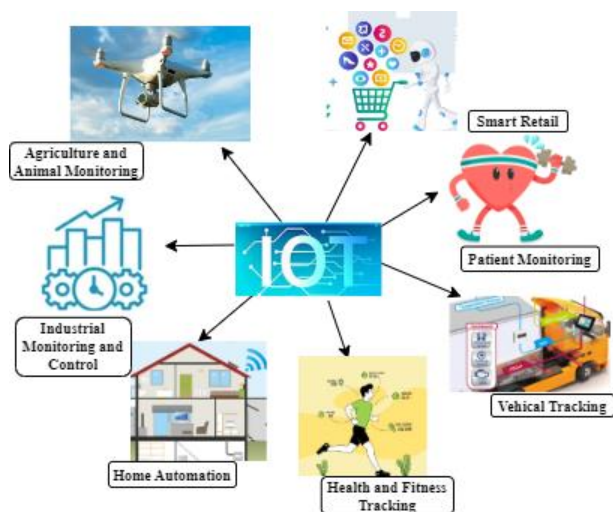 Smart Retail
Agriculture and
Animal Monitoring
IOT
Patient Monitoring
Industrial
Monitoring and
Control
Vehical Tracking
Home Automation
Health and Fitness
Tracking